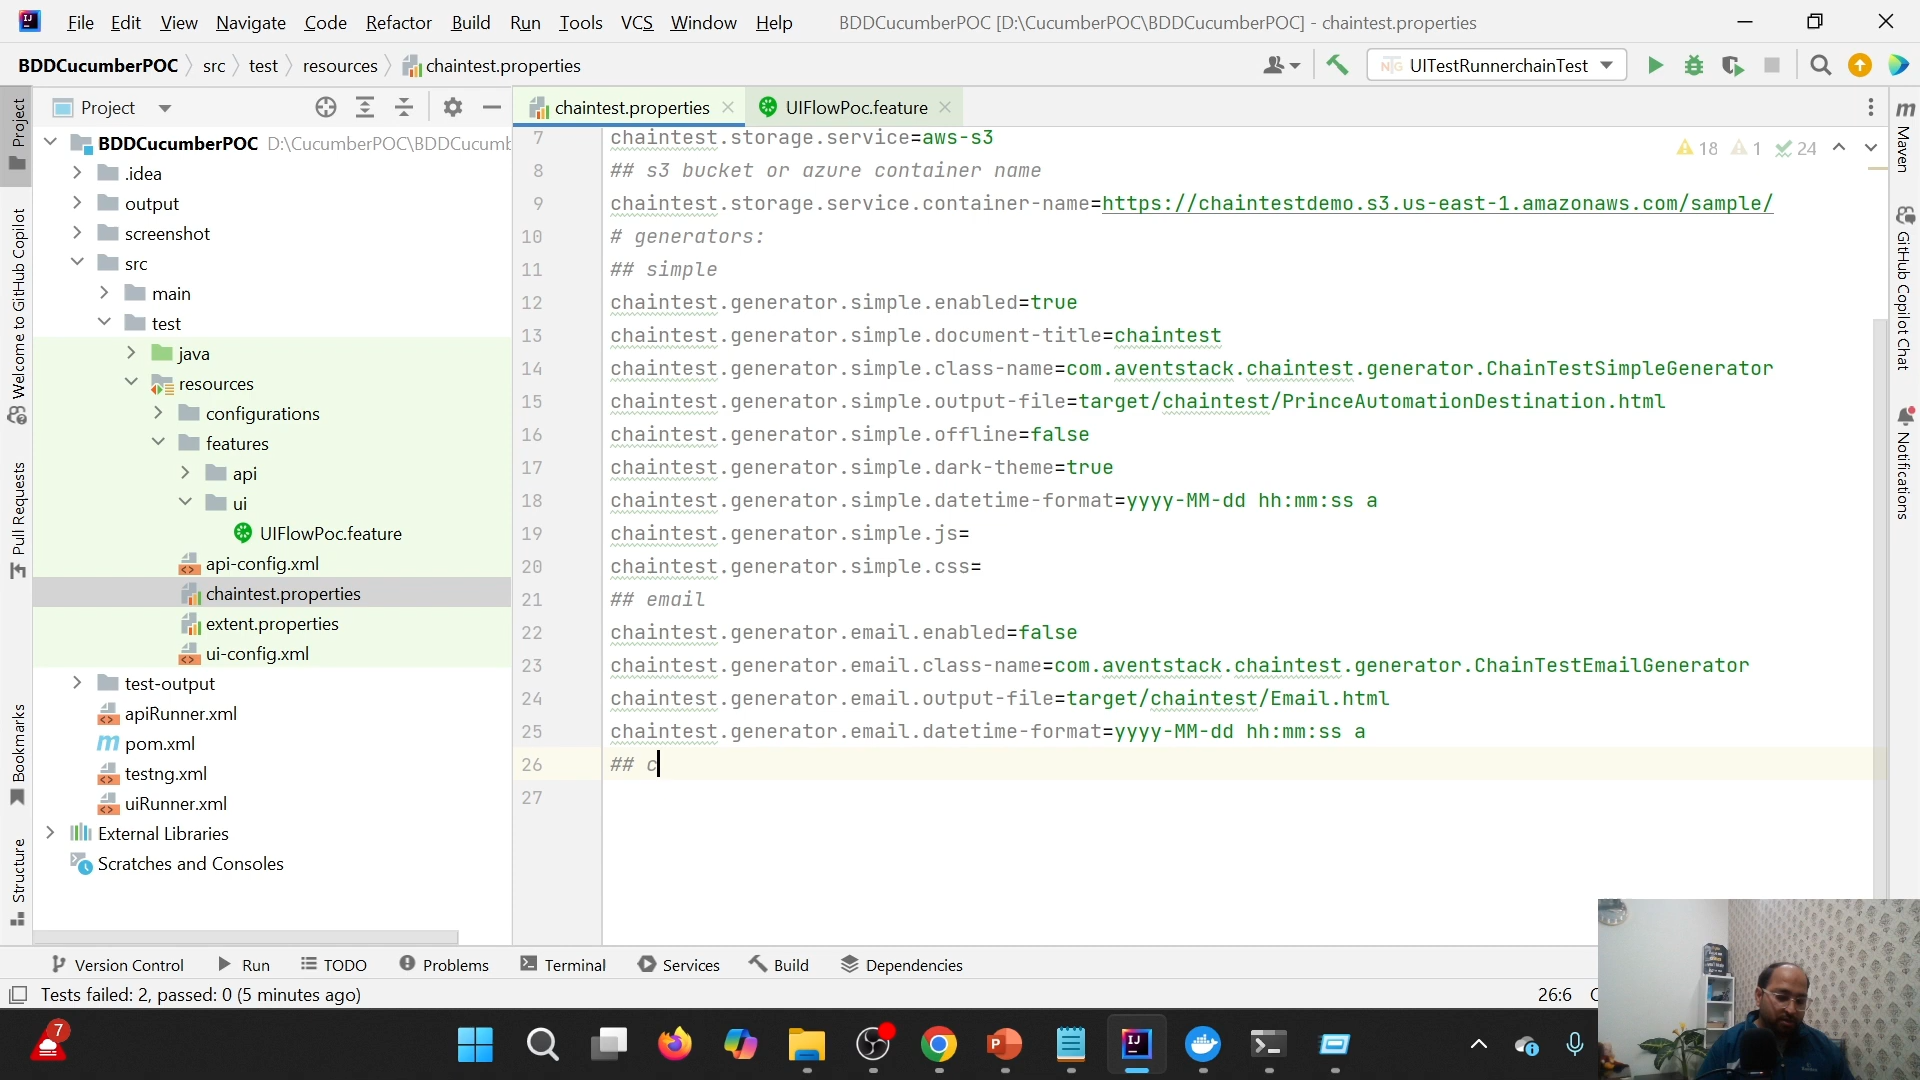 File Edit View Navigate Code Refactor Build Run Tools VCS Window Help BDDCucumberPOC [D:\CucumberPOC\BDDCucumberPOC] - chaintest.properties
BDDCucumberPOC src test resources chaintest.properties UITestRunnerchainTest
Project
chaintest.properties UIFlowPoc.feature
BDDCucumberPOC D:\CucumberPOC\BDDCucumb
.idea
output
screenshot
src
main
test
java
resources
configurations
features
api
ui
UIFlowPoc.feature
api-config.xml
chaintest.properties
extent.properties
ui-config.xml
test-output
apiRunner.xml
pom.xml
testng.xml
uiRunner.xml
External Libraries
Scratches and Consoles
18 1 24
7 chaintest.storage.service=aws-s3
8 ## s3 bucket or azure container name
9 chaintest.storage.service.container-name=https://chaintestdemo.s3.us-east-1.amazonaws.com/sample/
10 # generators:
11 ## simple
12 chaintest.generator.simple.enabled=true
13 chaintest.generator.simple.document-title=chaintest
14 chaintest.generator.simple.class-name=com.aventstack.chaintest.generator.ChainTestSimpleGenerator
15 chaintest.generator.simple.output-file=target/chaintest/PrinceAutomationDestination.html
16 chaintest.generator.simple.offline=false
17 chaintest.generator.simple.dark-theme=true
18 chaintest.generator.simple.datetime-format=yyyy-MM-dd hh:mm:ss a
19 chaintest.generator.simple.js=
20 chaintest.generator.simple.css=
21 ## email
22 chaintest.generator.email.enabled=false
23 chaintest.generator.email.class-name=com.aventstack.chaintest.generator.ChainTestEmailGenerator
24 chaintest.generator.email.output-file=target/chaintest/Email.html
25 chaintest.generator.email.datetime-format=yyyy-MM-dd hh:mm:ss a
26 ## c
27
Project
Welcome to GitHub Copilot
Pull Requests
Bookmarks
Structure
Maven
GitHub Copilot Chat
Notifications
Version Control Run TODO Problems Terminal Services Build Dependencies
Tests failed: 2, passed: 0 (5 minutes ago) 26:6
7